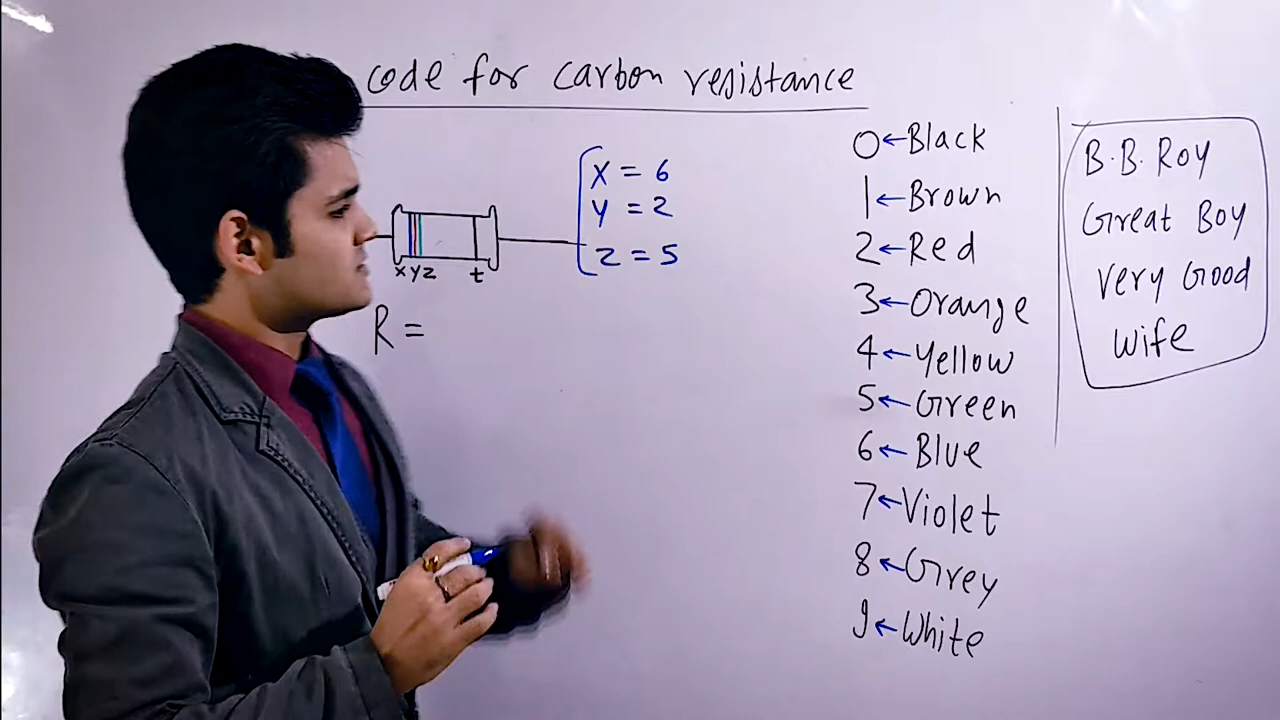 code for carbon resistance
X = 6
Y = 2
Z = 5
x y z t
R =
0 ← Black
1 ← Brown
2 ← Red
3 ← Orange
4 ← Yellow
5 ← Green
6 ← Blue
7 ← Violet
8 ← Grey
9 ← White
B.B. Roy
Great Boy
Very Good
Wife